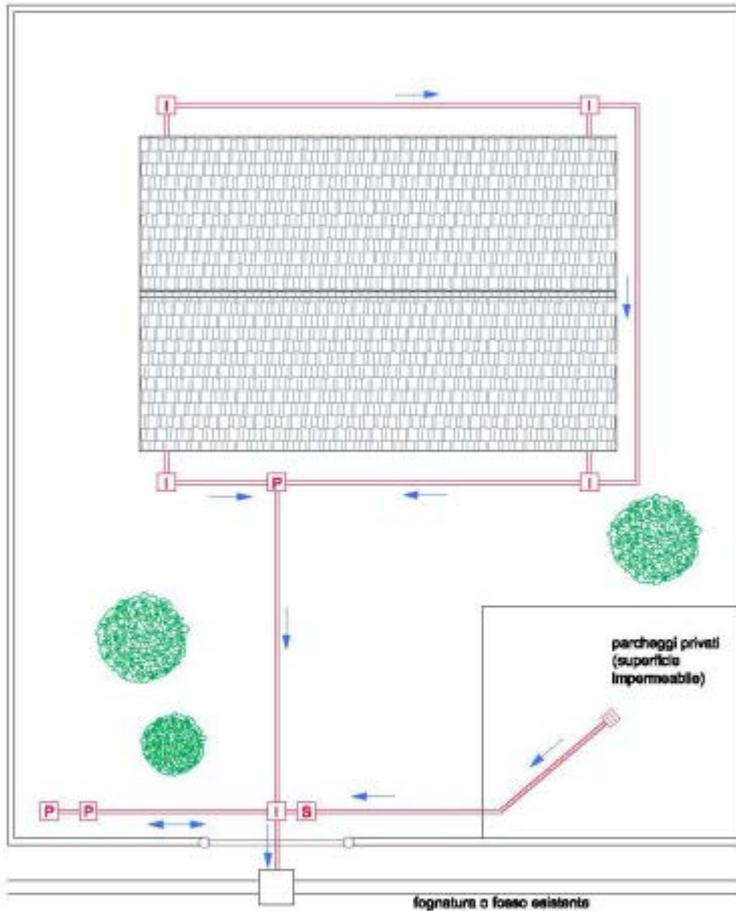 I I
I P I
parcheggi privati
(superficie
impermeabile)
P P I S
fognatura o fosso esistente